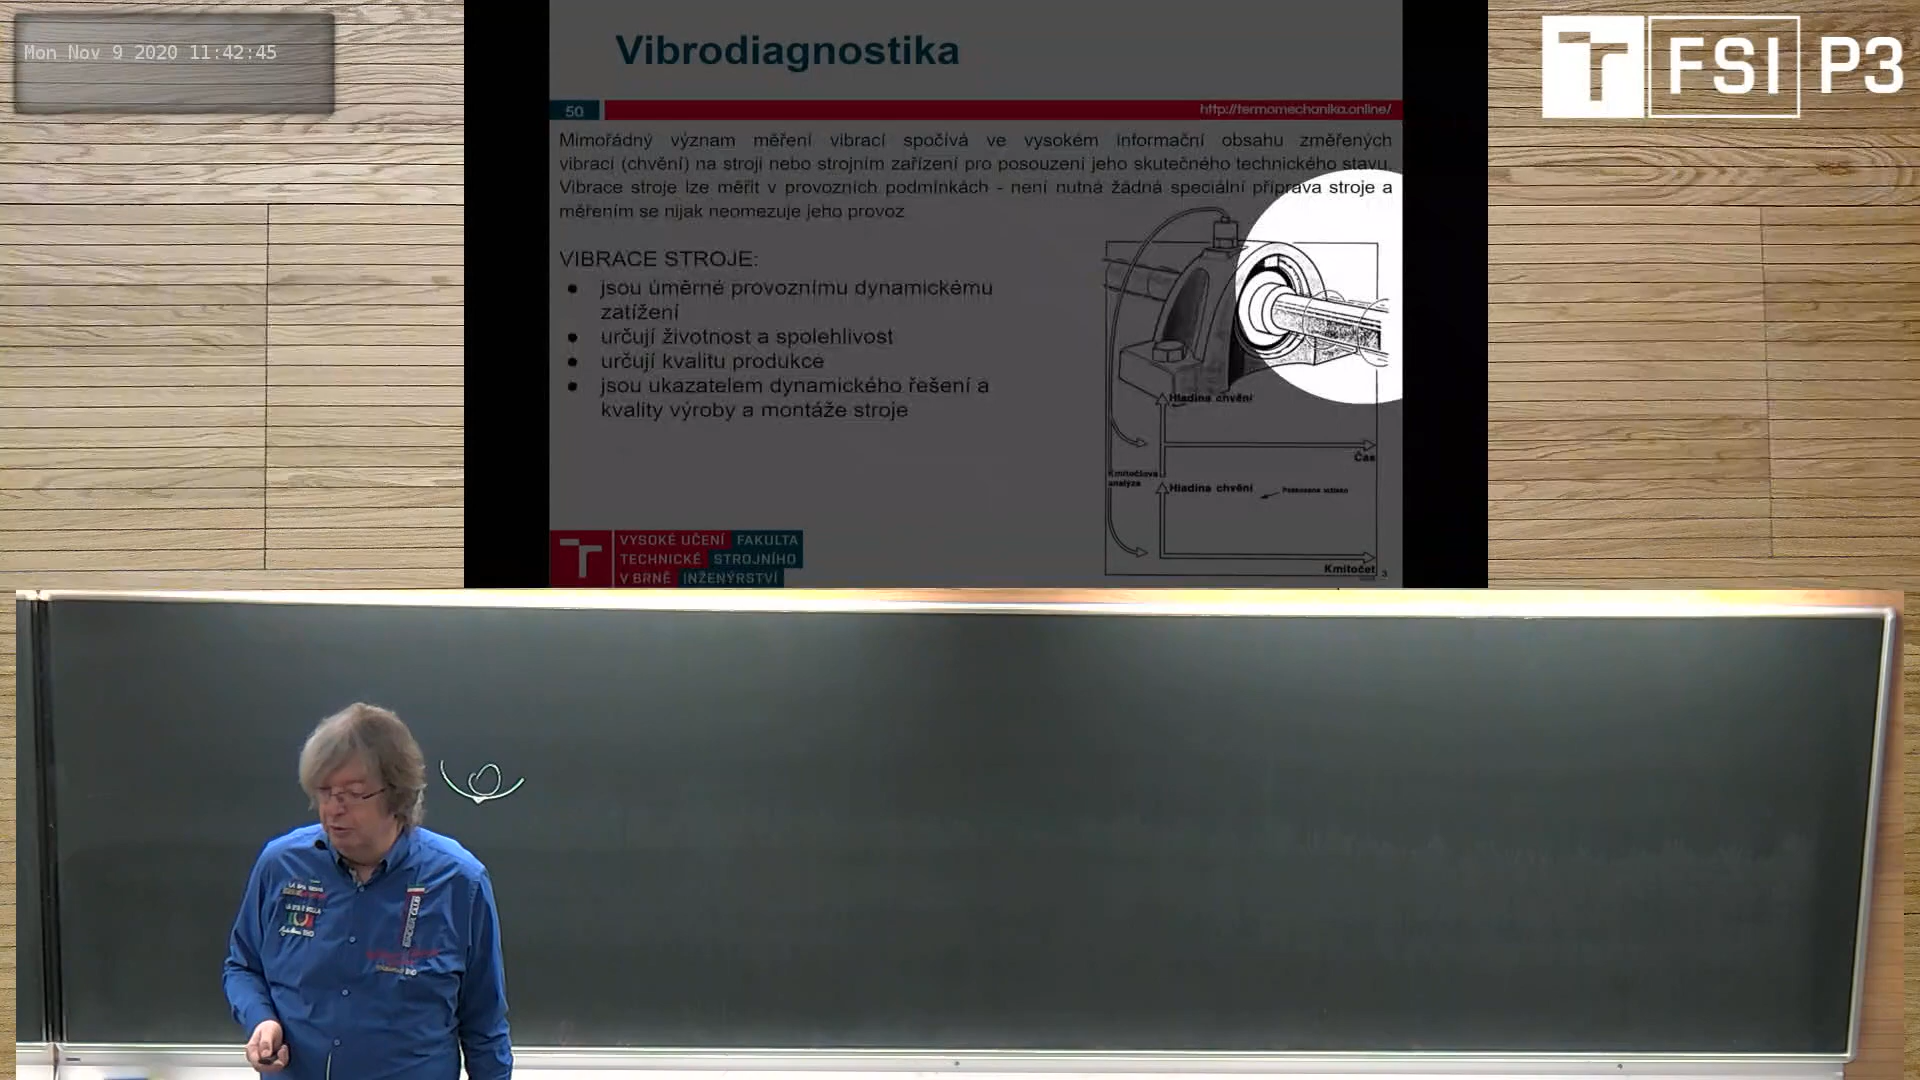 Mon Nov 9 2020 11:42:45
FSI P3
Vibrodiagnostika
50
http://termomechanika.online/
Mimořádný význam měření vibrací spočívá ve vysokém informační obsahu změřených
vibrací (chvění) na stroji nebo strojním zařízení pro posouzení jeho skutečného technického stavu.
Vibrace stroje lze měřit v provozních podmínkách - není nutná žádná speciální příprava stroje a
měřením se nijak neomezuje jeho provoz
VIBRACE STROJE:
● jsou úměrné provoznímu dynamickému
zatížení
● určují životnost a spolehlivost
● určují kvalitu produkce
● jsou ukazatelem dynamického řešení a
kvality výroby a montáže stroje
Hladina chvění
Čas
Kmitočtová
analýza
Hladina chvění
Kmitočet
3
VYSOKÉ UČENÍ FAKULTA
TECHNICKÉ STROJNÍHO
V BRNĚ INŽENÝRSTVÍ